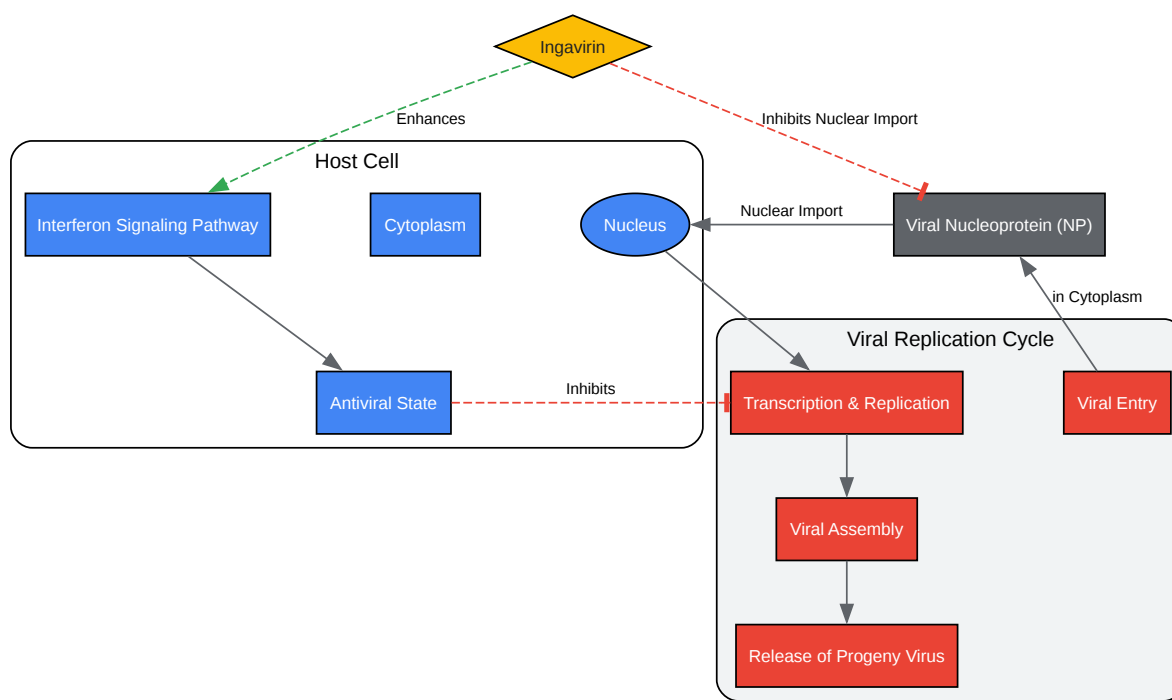 Ingavirin
Enhances
Inhibits Nuclear Import
Host Cell
Interferon Signaling Pathway
Cytoplasm
Nucleus
Nuclear Import
Viral Nucleoprotein (NP)
in Cytoplasm
Viral Replication Cycle
Antiviral State
Inhibits
Transcription & Replication
Viral Entry
Viral Assembly
Release of Progeny Virus